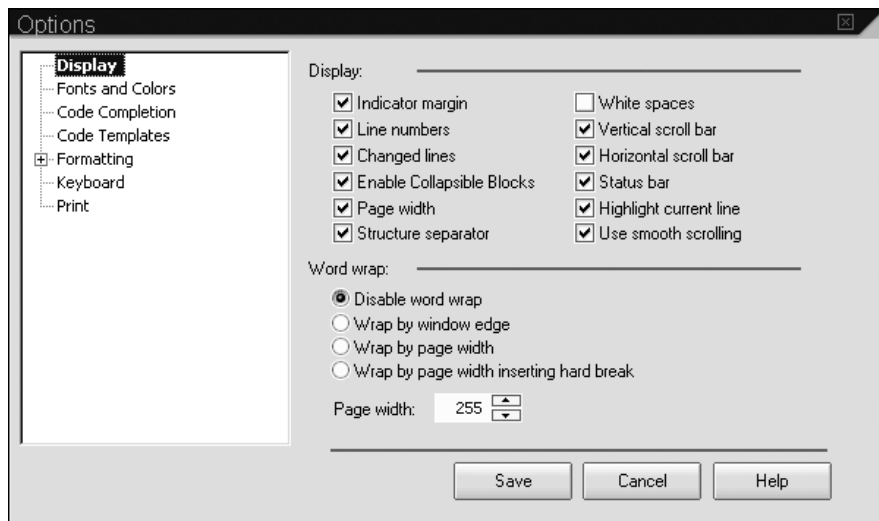 Options
Display
Fonts and Colors
Code Completion
Code Templates
Formatting
Keyboard
Print
Display:
Indicator margin
Line numbers
Changed lines
Enable Collapsible Blocks
Page width
Structure separator
White spaces
Vertical scroll bar
Horizontal scroll bar
Status bar
Highlight current line
Use smooth scrolling
Word wrap:
Disable word wrap
Wrap by window edge
Wrap by page width
Wrap by page width inserting hard break
Page width: 255
Save Cancel Help